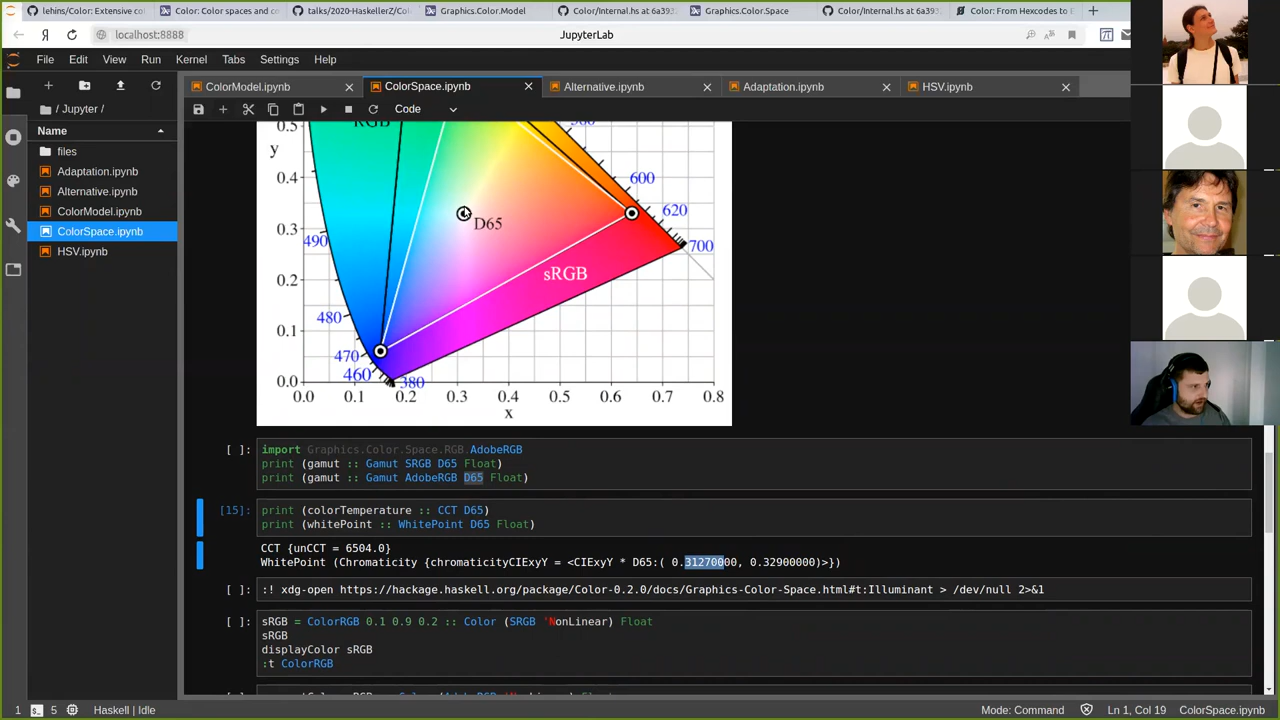 lehins/Color: Extensive col
Color: Color spaces and co
talks/2020-HaskellerZ/Col
Graphics.Color.Model
Color/Internal.hs at 6a393
Graphics.Color.Space
Color/Internal.hs at 6a393
Color: From Hexcodes to E
localhost:8888
JupyterLab
File Edit View Run Kernel Tabs Settings Help
ColorModel.ipynb
ColorSpace.ipynb
Alternative.ipynb
Adaptation.ipynb
HSV.ipynb
/ Jupyter /
Code
Name
files
Adaptation.ipynb
Alternative.ipynb
ColorModel.ipynb
ColorSpace.ipynb
HSV.ipynb
RGB
0.5
y
0.4
600
620
D65
0.3
490
700
sRGB
0.2
480
0.1
470
460
0.0
380
0.0 0.1 0.2 0.3 0.4 0.5 0.6 0.7 0.8
x
[ ]:
import Graphics.Color.Space.RGB.AdobeRGB
print (gamut :: Gamut SRGB D65 Float)
print (gamut :: Gamut AdobeRGB D65 Float)
[15]:
print (colorTemperature :: CCT D65)
print (whitePoint :: WhitePoint D65 Float)
CCT {unCCT = 6504.0}
WhitePoint (Chromaticity {chromaticityCIExyY = <CIExyY * D65:( 0.31270000, 0.32900000)>})
[ ]:
:! xdg-open https://hackage.haskell.org/package/Color-0.2.0/docs/Graphics-Color-Space.html#t:Illuminant > /dev/null 2>&1
[ ]:
sRGB = ColorRGB 0.1 0.9 0.2 :: Color (SRGB 'NonLinear) Float
sRGB
displayColor sRGB
:t ColorRGB
1
5
Haskell | Idle
Mode: Command
Ln 1, Col 19
ColorSpace.ipynb